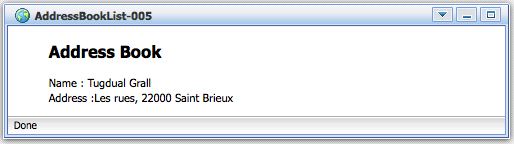 AddressBookList-005
Address Book
Name : Tugdual Grall
Address :Les rues, 22000 Saint Brieux
Done